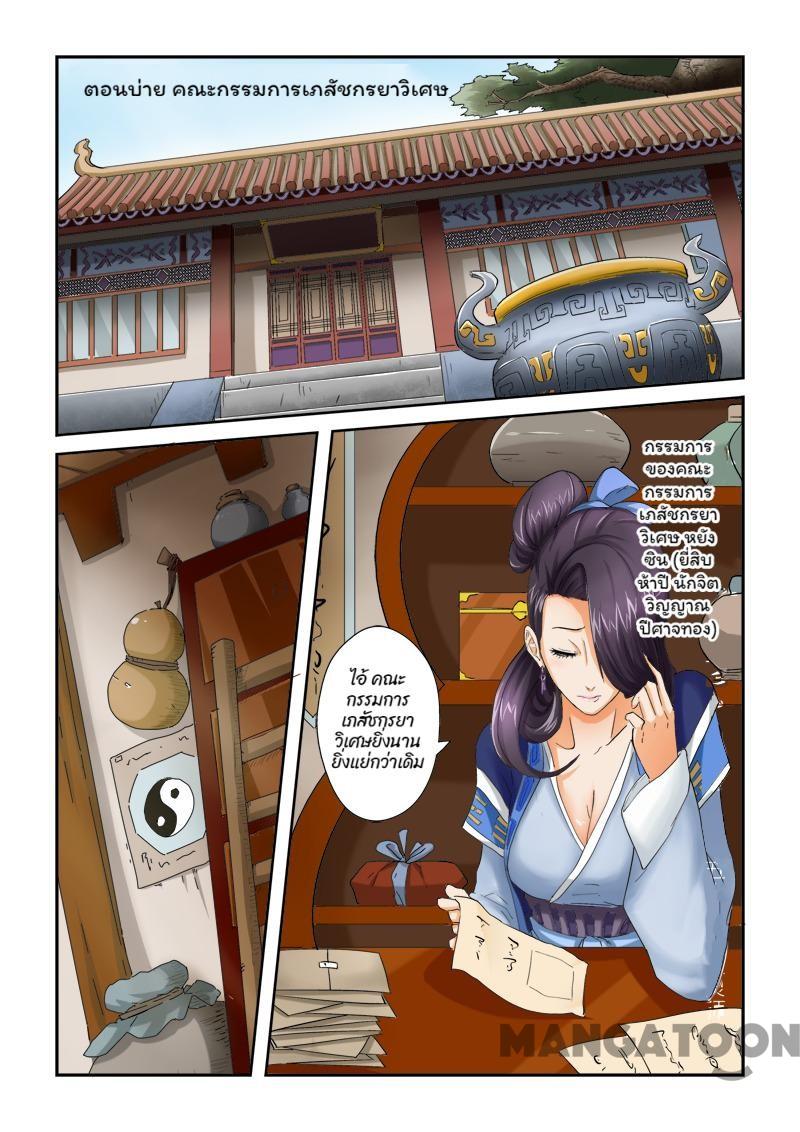 ตอนบ่าย คณะกรรมการเภสัชกรยาวิเศษ
กรรมการ
ของคณะ
กรรมการ
เภสัชกรยา
วิเศษ หยัง
ซิน (ยี่สิบ
ห้าปี นักจิต
วิญญาณ
ปีศาจทอง)
ไอ้ คณะ
กรรมการ
เภสัชกรยา
วิเศษยิ่งนาน
ยิ่งแย่กว่าเดิม
MANGATOON